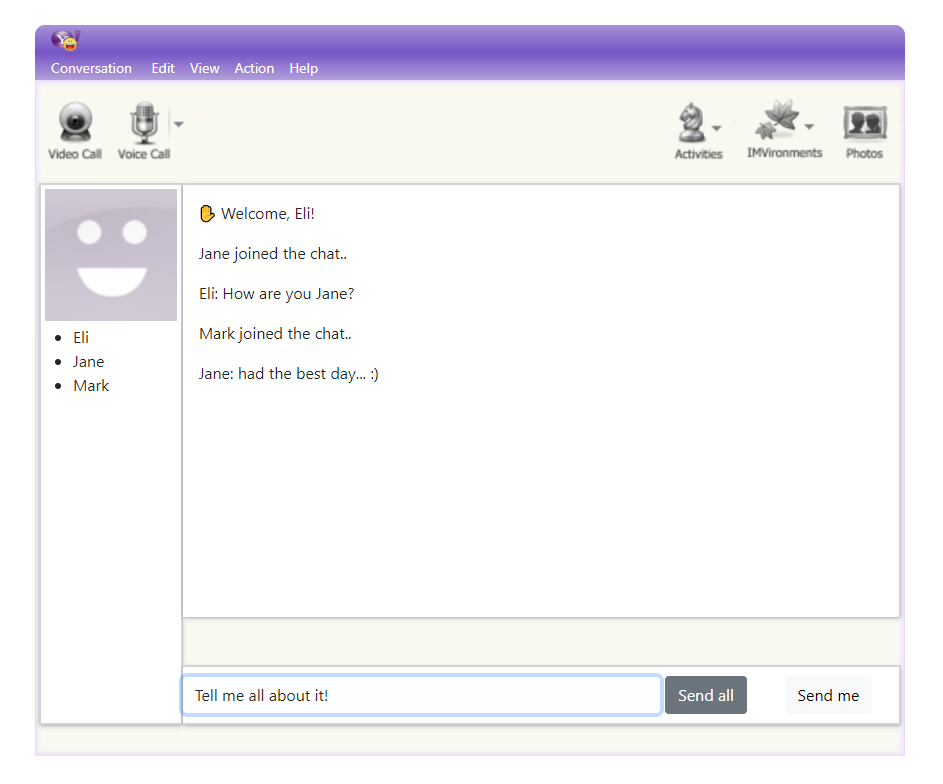 Conversation Edit View Action Help
Video Call Voice Call Activities IMVironments Photos
✋ Welcome, Eli!
Jane joined the chat..
Eli: How are you Jane?
Mark joined the chat..
Jane: had the best day... :)
• Eli
• Jane
• Mark
Tell me all about it! Send all Send me